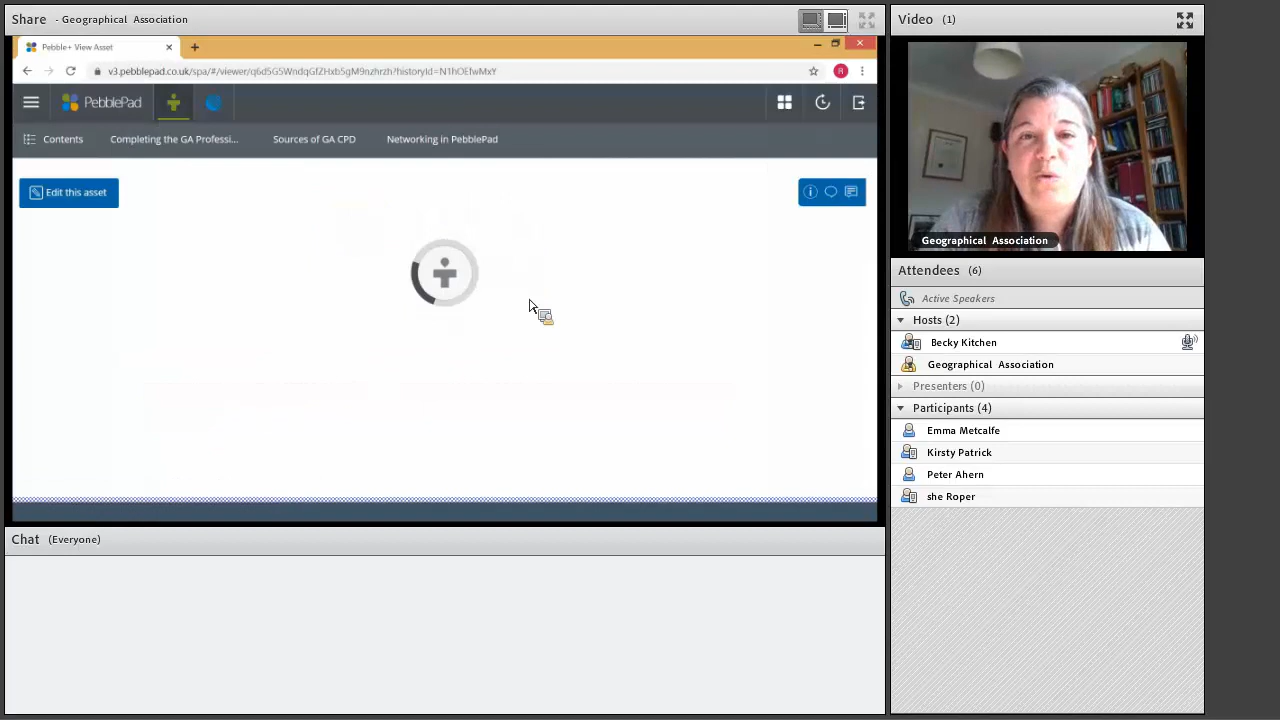 Share - Geographical Association
Pebble+ View Asset
v3.pebblepad.co.uk/spa/#/viewer/q6d5G5WndqGfZHxb5gM9nzhrzh?historyId=N1hOEfwMxY
R
PebblePad
Contents Completing the GA Professi... Sources of GA CPD Networking in PebblePad
Edit this asset
Chat (Everyone)
Video (1)
Geographical Association
Attendees (6)
Active Speakers
Hosts (2)
Becky Kitchen
Geographical Association
Presenters (0)
Participants (4)
Emma Metcalfe
Kirsty Patrick
Peter Ahern
she Roper